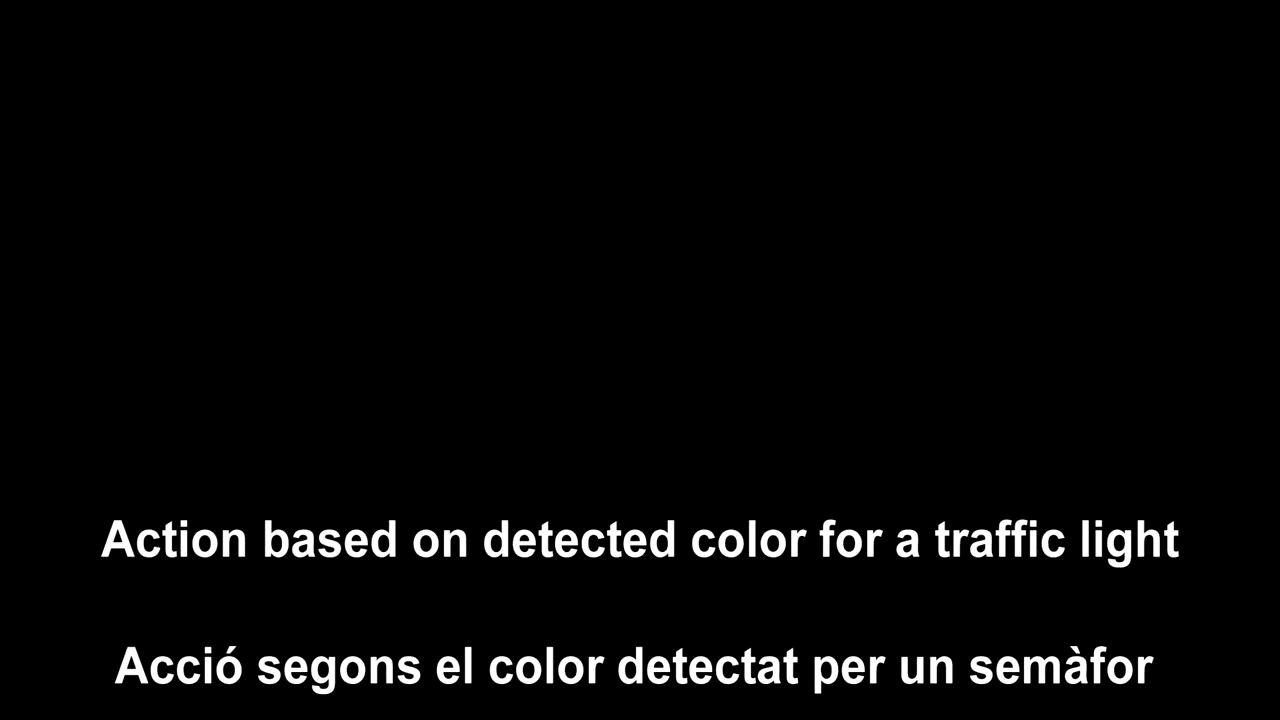 Action based on detected color for a traffic light
Acció segons el color detectat per un semàfor